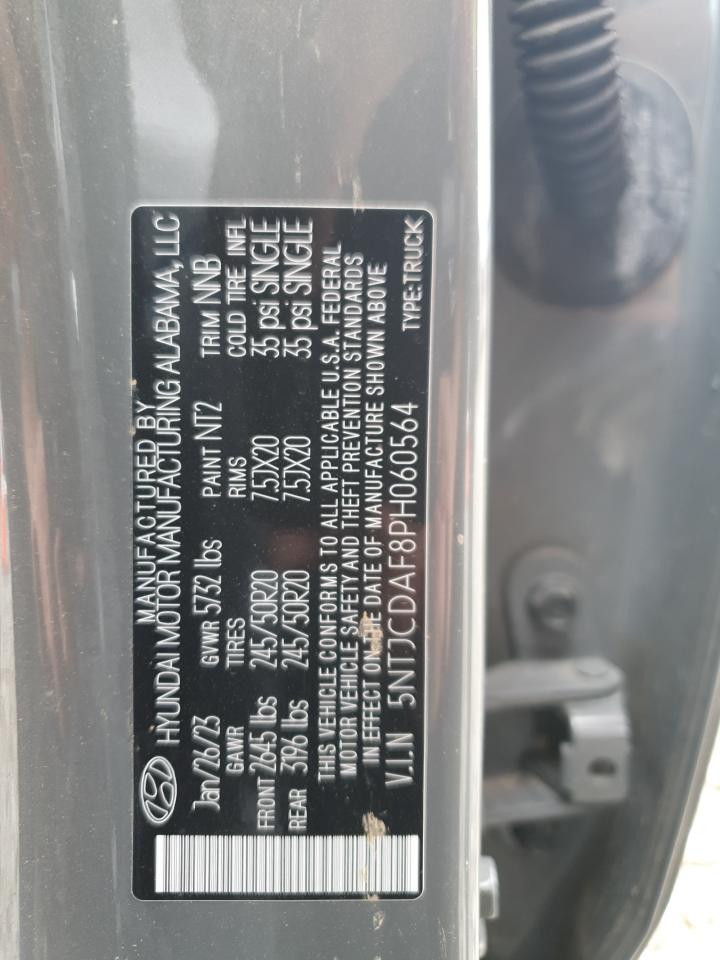 MANUFACTURED BY
HYUNDAI MOTOR MANUFACTURING ALABAMA, LLC
Jan/26/23 GVWR 5732 lbs PAINT NT2 TRIM NNB
GAWR TIRES RIMS COLD TIRE INFL
FRONT 2645 lbs 245/50R20 7.5JX20 35 psi SINGLE
REAR 3196 lbs 245/50R20 7.5JX20 35 psi SINGLE
THIS VEHICLE CONFORMS TO ALL APPLICABLE U.S.A. FEDERAL
MOTOR VEHICLE SAFETY AND THEFT PREVENTION STANDARDS
IN EFFECT ON THE DATE OF MANUFACTURE SHOWN ABOVE
V.I.N 5NTJCDAF8PH060564 TYPE:TRUCK